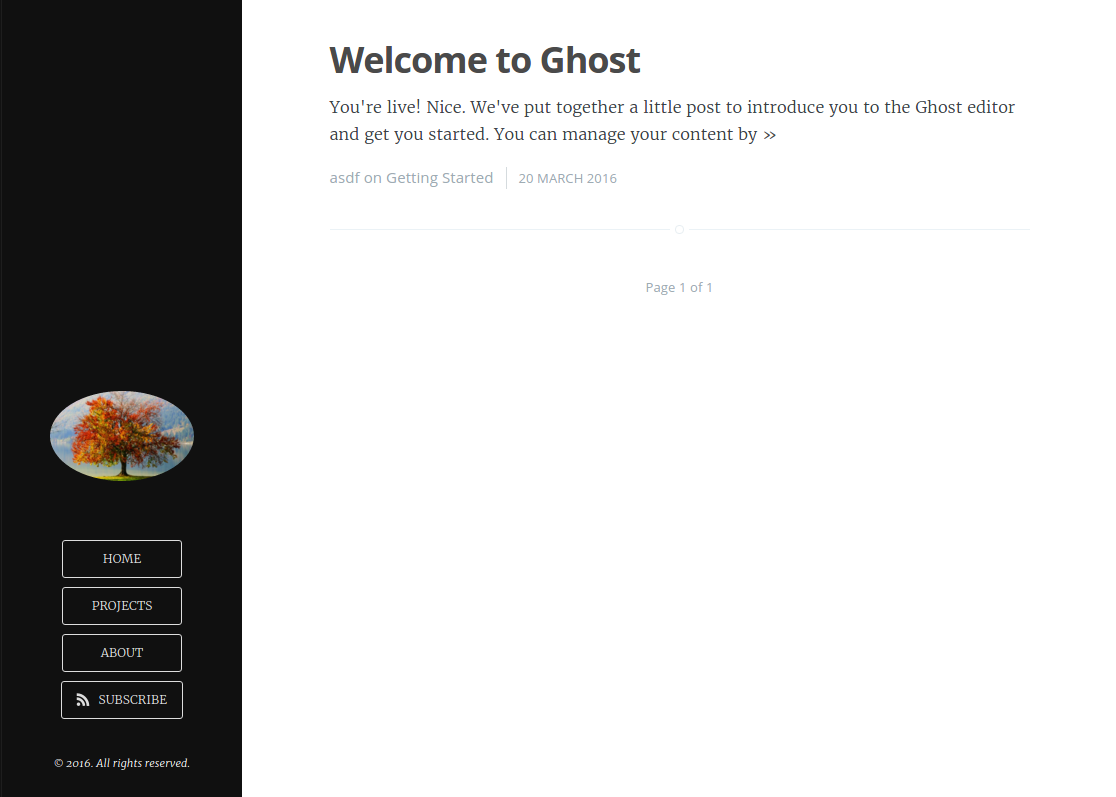 Welcome to Ghost
You're live! Nice. We've put together a little post to introduce you to the Ghost editor
and get you started. You can manage your content by »
asdf on Getting Started 20 MARCH 2016
Page 1 of 1
HOME
PROJECTS
ABOUT
SUBSCRIBE
© 2016. All rights reserved.